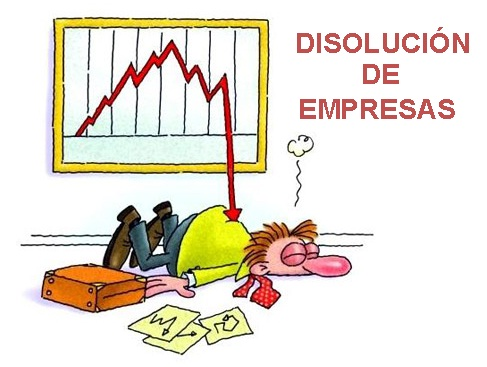 DISOLUCIÓN
DE
EMPRESAS